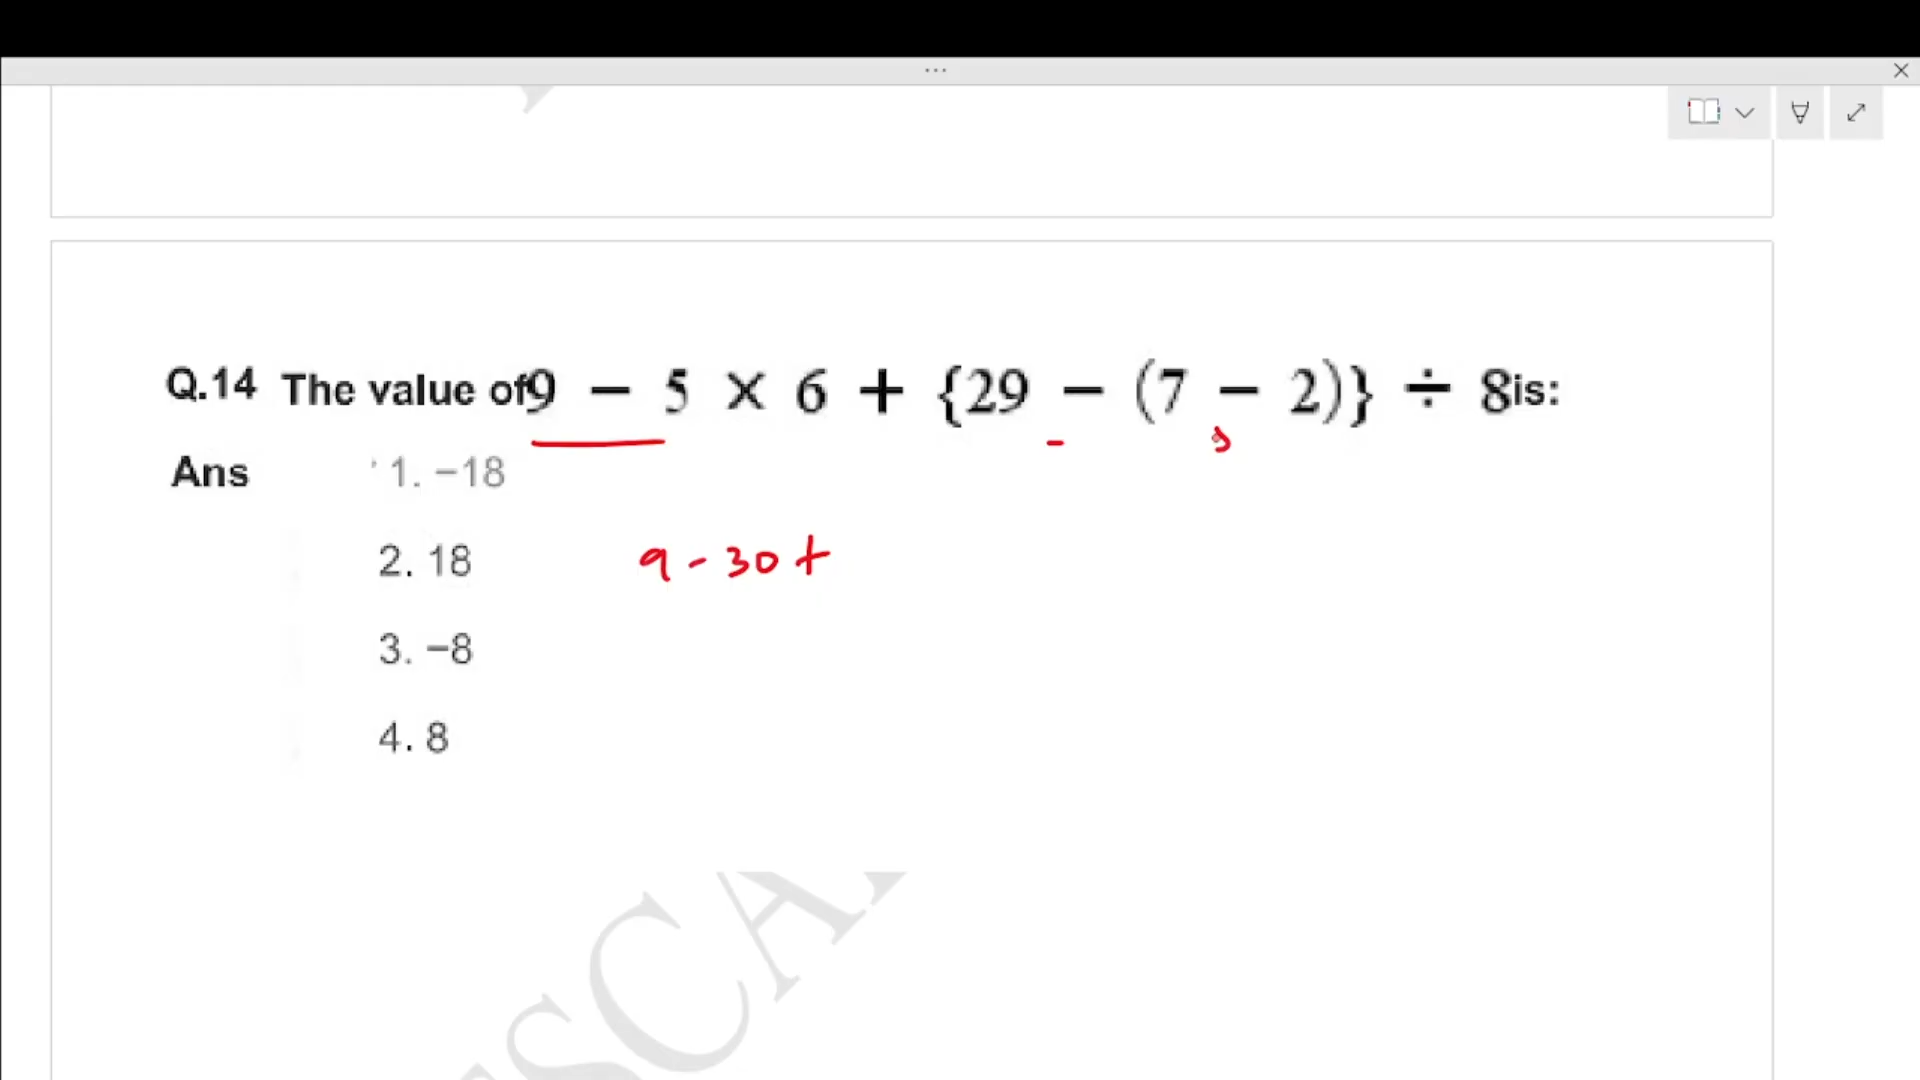 Q.14 The value of 9 − 5 × 6 + {29 − (7 − 2)} ÷ 8 is:
- 5
Ans 1. −18
2. 18 9 - 30 +
3. −8
4. 8